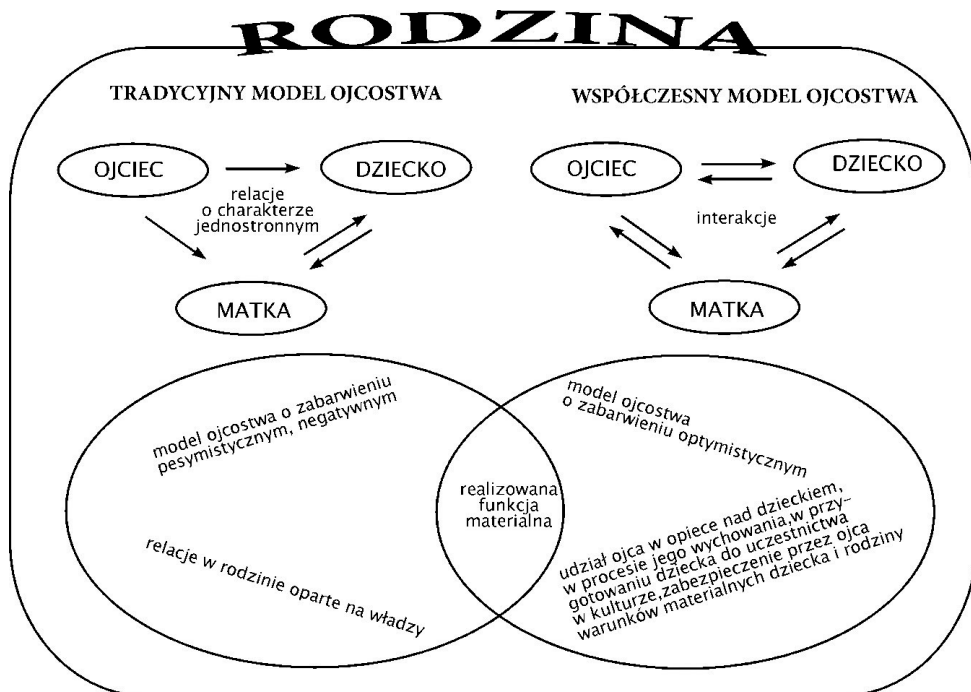 RODZINA
TRADYCYJNY MODEL OJCOSTWA
OJCIEC
DZIECKO
relacje
o charakterze
jednostronnym
MATKA
WSPÓŁCZESNY MODEL OJCOSTWA
OJCIEC
DZIECKO
interakcje
MATKA
model ojcostwa o zabarwieniu
pesymistycznym, negatywnym
relacje w rodzinie oparte na władzy
realizowana
funkcja
materialna
model ojcostwa
o zabarwieniu optymistycznym
udział ojca w opiece nad dzieckiem,
w procesie jego wychowania,w przy–
gotowaniu dziecka do uczestnictwa
w kulturze,zabezpieczenie przez ojca
warunków materialnych dziecka i rodziny